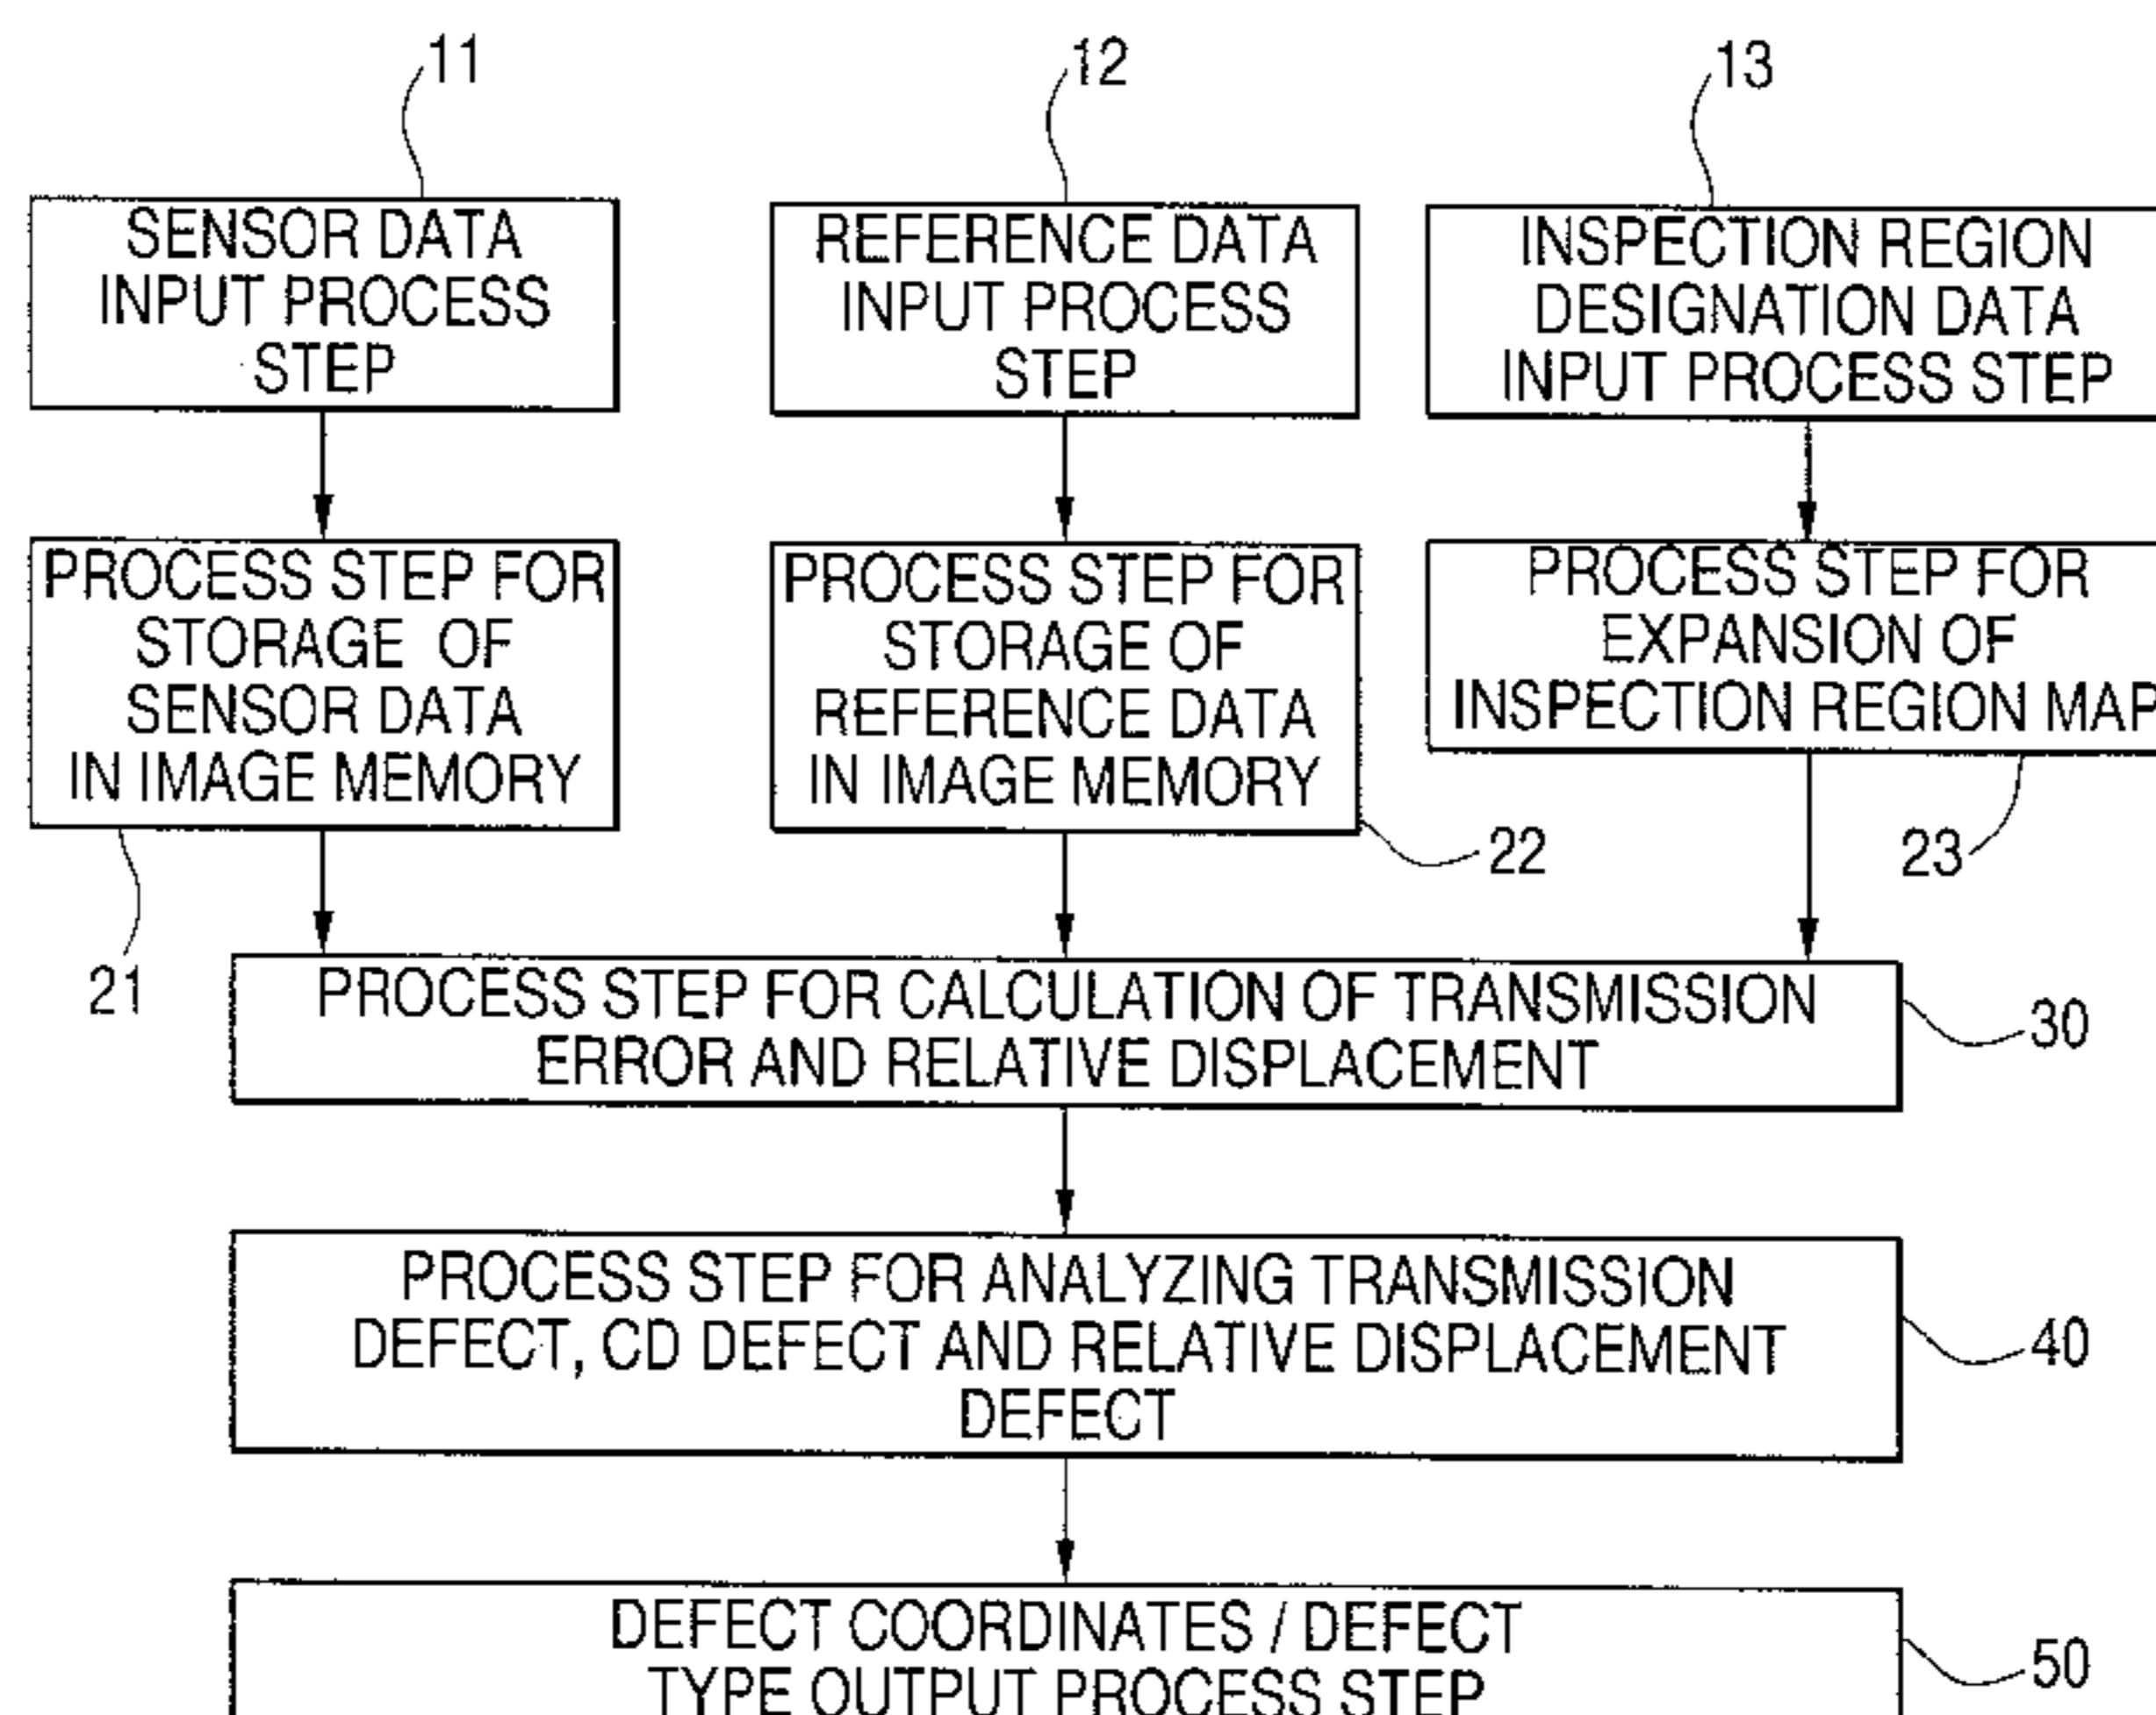 11
12
13
SENSOR DATA
INPUT PROCESS
STEP
REFERENCE DATA
INPUT PROCESS
STEP
INSPECTION REGION
DESIGNATION DATA
INPUT PROCESS STEP
PROCESS STEP FOR
STORAGE OF
SENSOR DATA
IN IMAGE MEMORY
21
PROCESS STEP FOR
STORAGE OF
REFERENCE DATA
IN IMAGE MEMORY
22
PROCESS STEP FOR
EXPANSION OF
INSPECTION REGION MAP
23
PROCESS STEP FOR CALCULATION OF TRANSMISSION
ERROR AND RELATIVE DISPLACEMENT
30
PROCESS STEP FOR ANALYZING TRANSMISSION
DEFECT, CD DEFECT AND RELATIVE DISPLACEMENT
DEFECT
40
DEFECT COORDINATES / DEFECT
TYPE OUTPUT PROCESS STEP
50